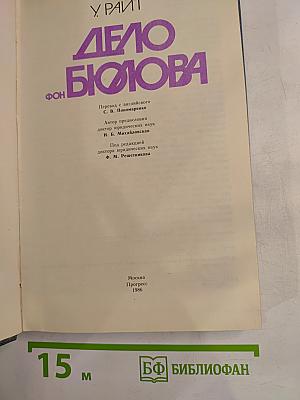 У. РАЙТ
ДЕЛО
ФОН БЮЛОВА
Перевод с английского
С. В. Пономаренко
Автор предисловия
доктор юридических наук
И. Б. Михайловская
Под редакцией
доктора юридических наук
Ф. М. Решетникова
Москва
Прогресс
1986
15 м
БФ БИБЛИОФАН